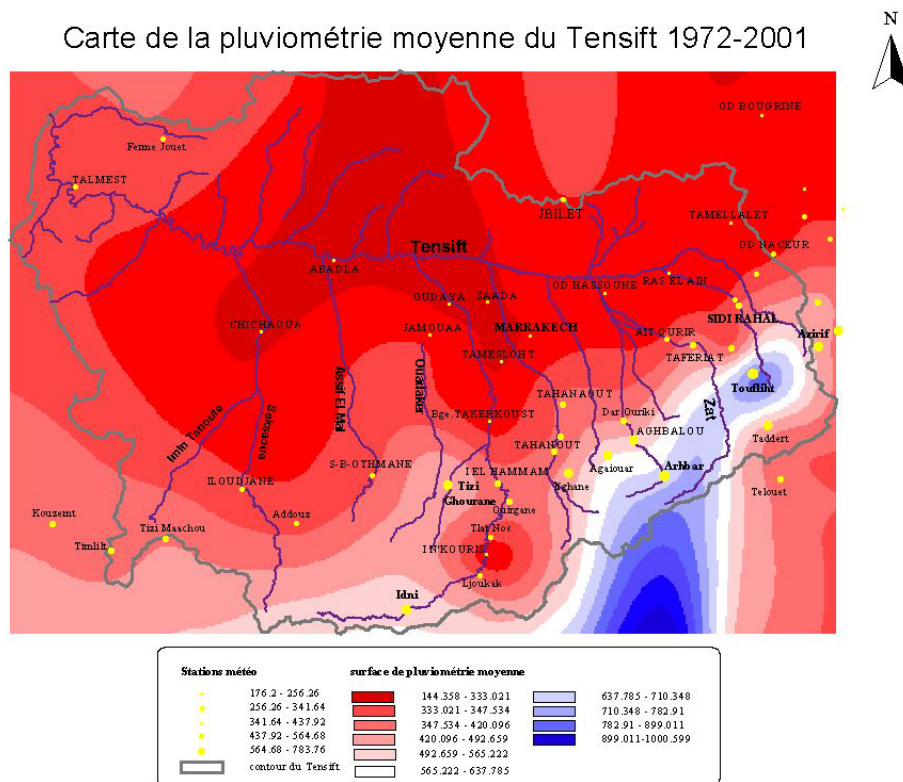 Carte de la pluviométrie moyenne du Tensift 1972-2001
N
OD BOUGRINE
Ferme Jouet
TALMEST
JBILET
TAMELLALET
Tensift
OD NACEUR
ABADLA
RAS EL AIN
OUDAYA
SAADA
OD HASSOUNE
CHICHAOUA
JAMOUAA
MARRAKECH
SIDI RAHAL
AIT OURIR
TAFERIAT
Azirif
TAMESLOHT
Ouadaker
Assif El Mal
Toufliht
Imin Tanoute
Seksaoua
TAHANAOUT
Zat
Bge. TAKERKOUST
Dar Ouriki
AGHBALOU
Taddert
TAHANOUT
S-B-OTHMANE
IEL HAMMAM
Agaiouar
Arhbar
ILOUDJANE
Tizi
Ghourane
Nghane
Telouet
Ouirgane
Kouzemt
Addouz
Tizi Maachou
Tlat Nos
Timlilt
IN'KOURIS
Ljoukak
Idni
Stations météo
176.2 - 256.26
256.26 - 341.64
341.64 - 437.92
437.92 - 564.68
564.68 - 783.76
contour du Tensift
surface de pluviométrie moyenne
144.358 - 333.021
333.021 - 347.534
347.534 - 420.096
420.096 - 492.659
492.659 - 565.222
565.222 - 637.785
637.785 - 710.348
710.348 - 782.91
782.91 - 899.011
899.011-1000.599